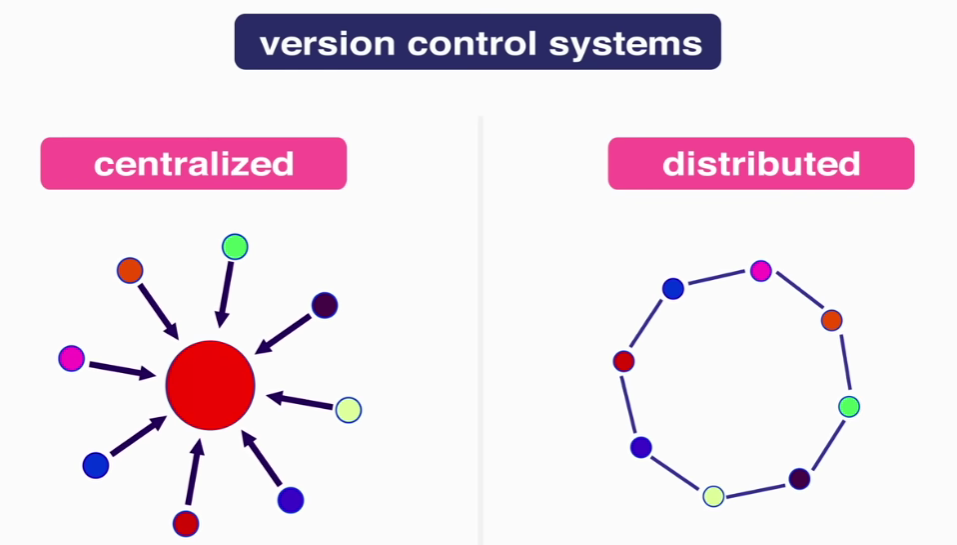 version control systems
centralized
distributed